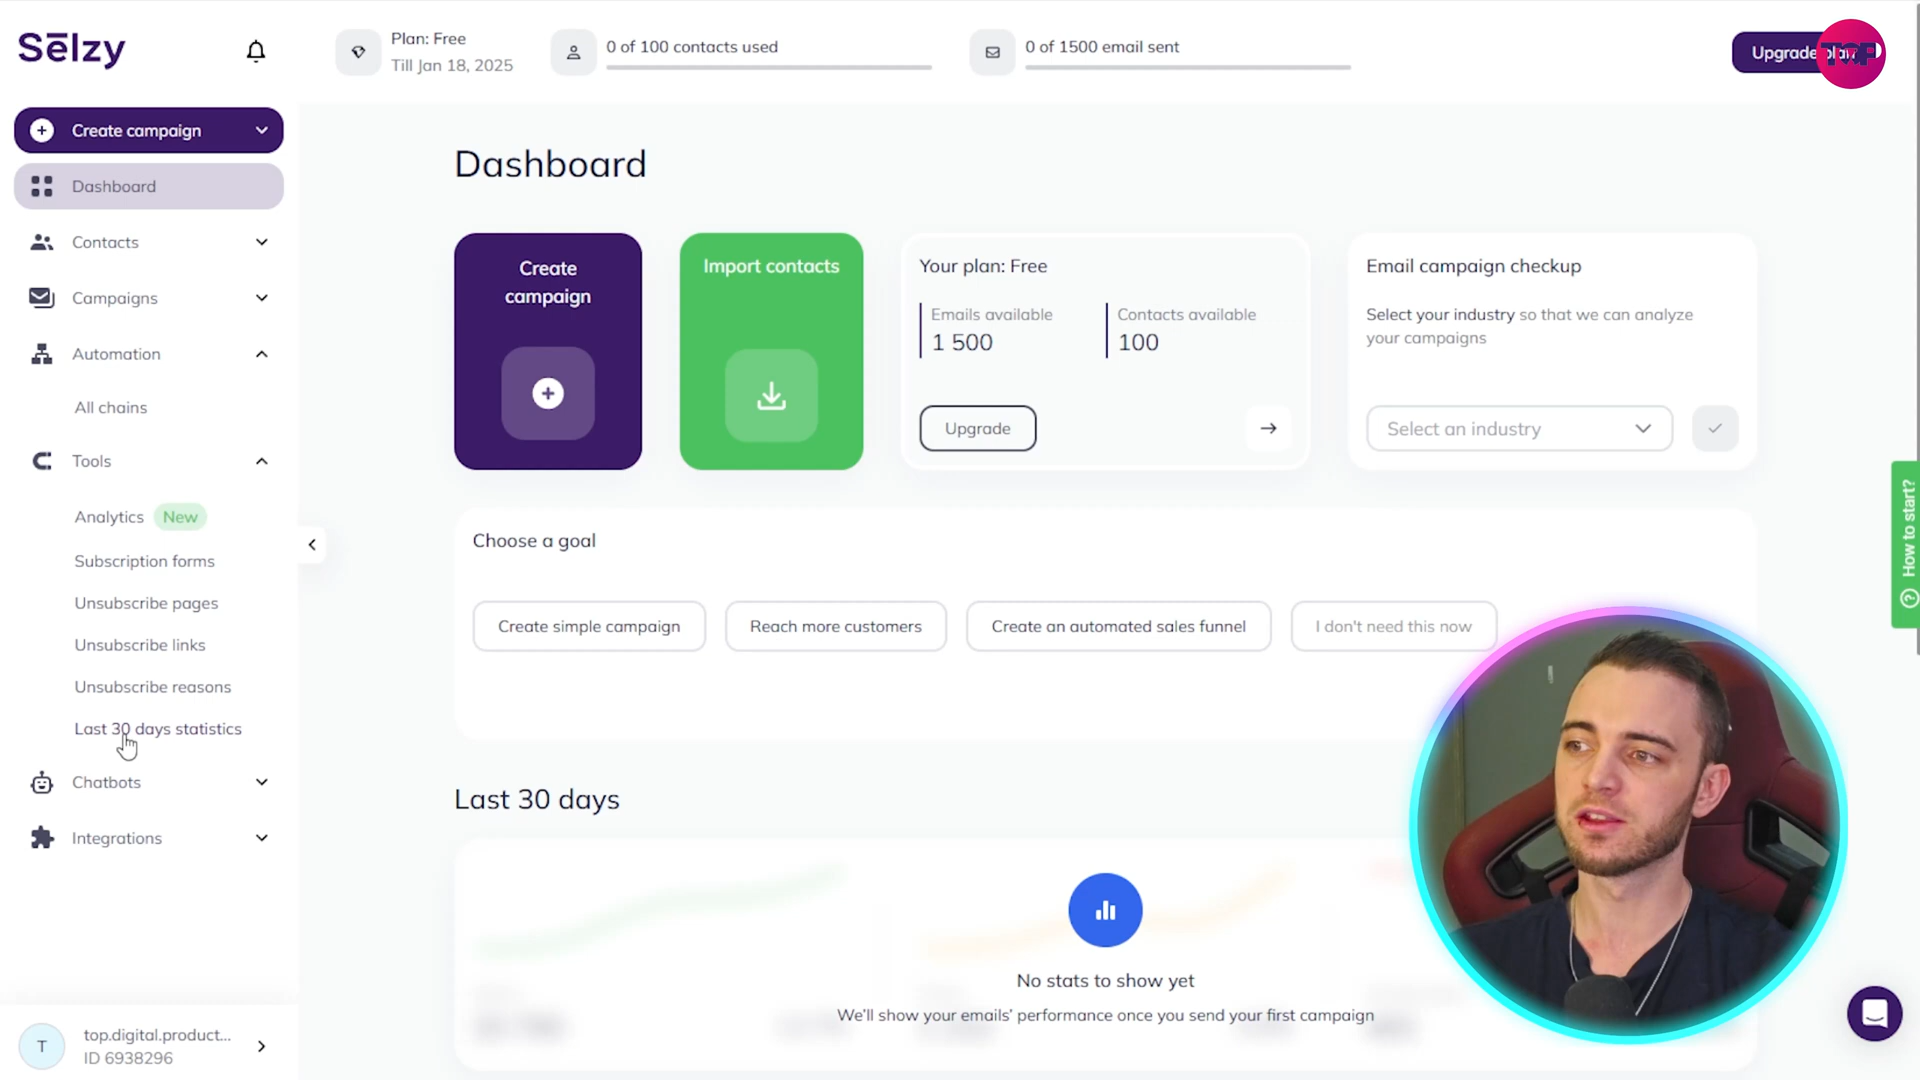 Sēlzy
Plan: Free
Till Jan 18, 2025
0 of 100 contacts used
0 of 1500 email sent
Upgrade plan
TOP
Create campaign
Dashboard
Contacts
Campaigns
Automation
All chains
Tools
Analytics New
Subscription forms
Unsubscribe pages
Unsubscribe links
Unsubscribe reasons
Last 30 days statistics
Chatbots
Integrations
T
top.digital.product...
ID 6938296
Dashboard
Create
campaign
Import contacts
Your plan: Free
Emails available
1 500
Contacts available
100
Upgrade
Email campaign checkup
Select your industry so that we can analyze
your campaigns
Select an industry
How to start?
Choose a goal
Create simple campaign
Reach more customers
Create an automated sales funnel
I don't need this now
Last 30 days
No stats to show yet
We'll show your emails' performance once you send your first campaign